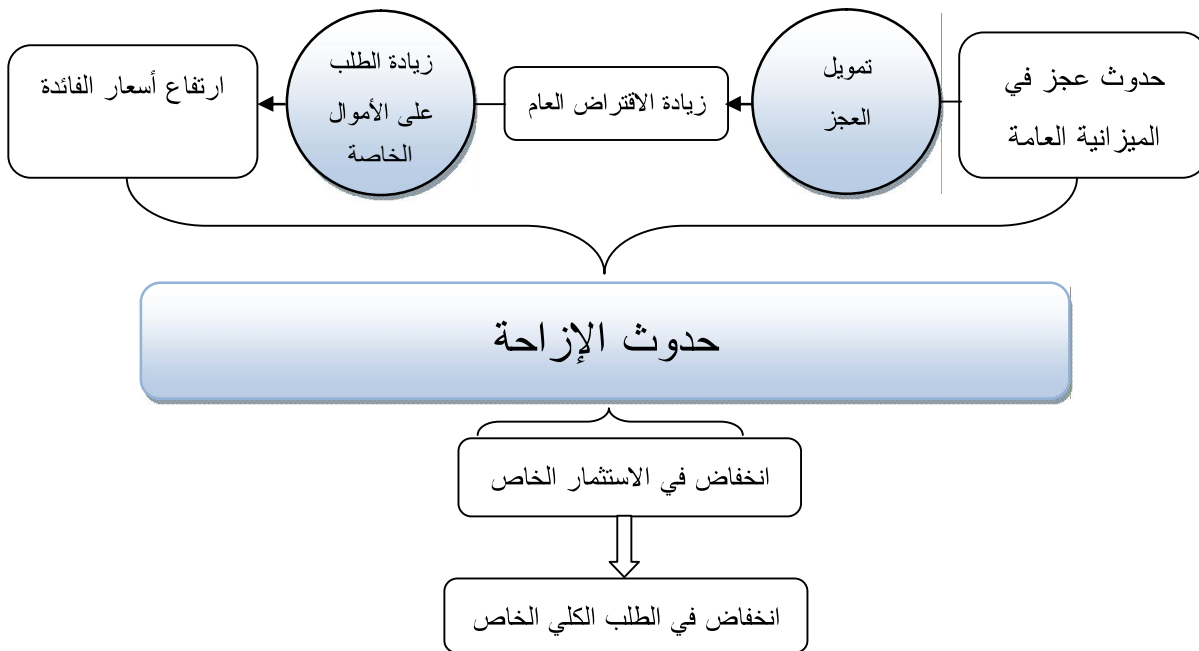 حدوث عجز في
الميزانية العامة
تمويل
العجز
زيادة الاقتراض العام
زيادة الطلب
على الأموال
الخاصة
ارتفاع أسعار الفائدة
حدوث الإزاحة
انخفاض في الاستثمار الخاص
انخفاض في الطلب الكلي الخاص